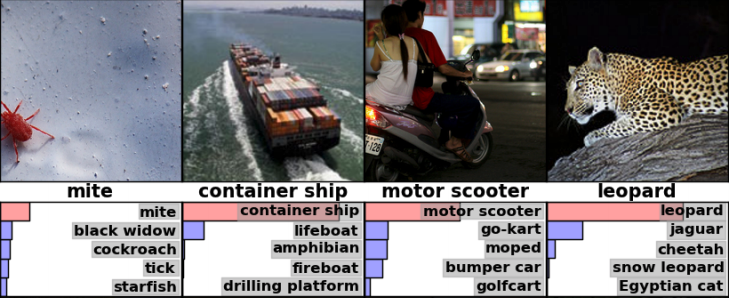 mite
container ship
motor scooter
leopard
mite
black widow
cockroach
tick
starfish
container ship
lifeboat
amphibian
fireboat
drilling platform
motor scooter
go-kart
moped
bumper car
golfcart
leopard
jaguar
cheetah
snow leopard
Egyptian cat